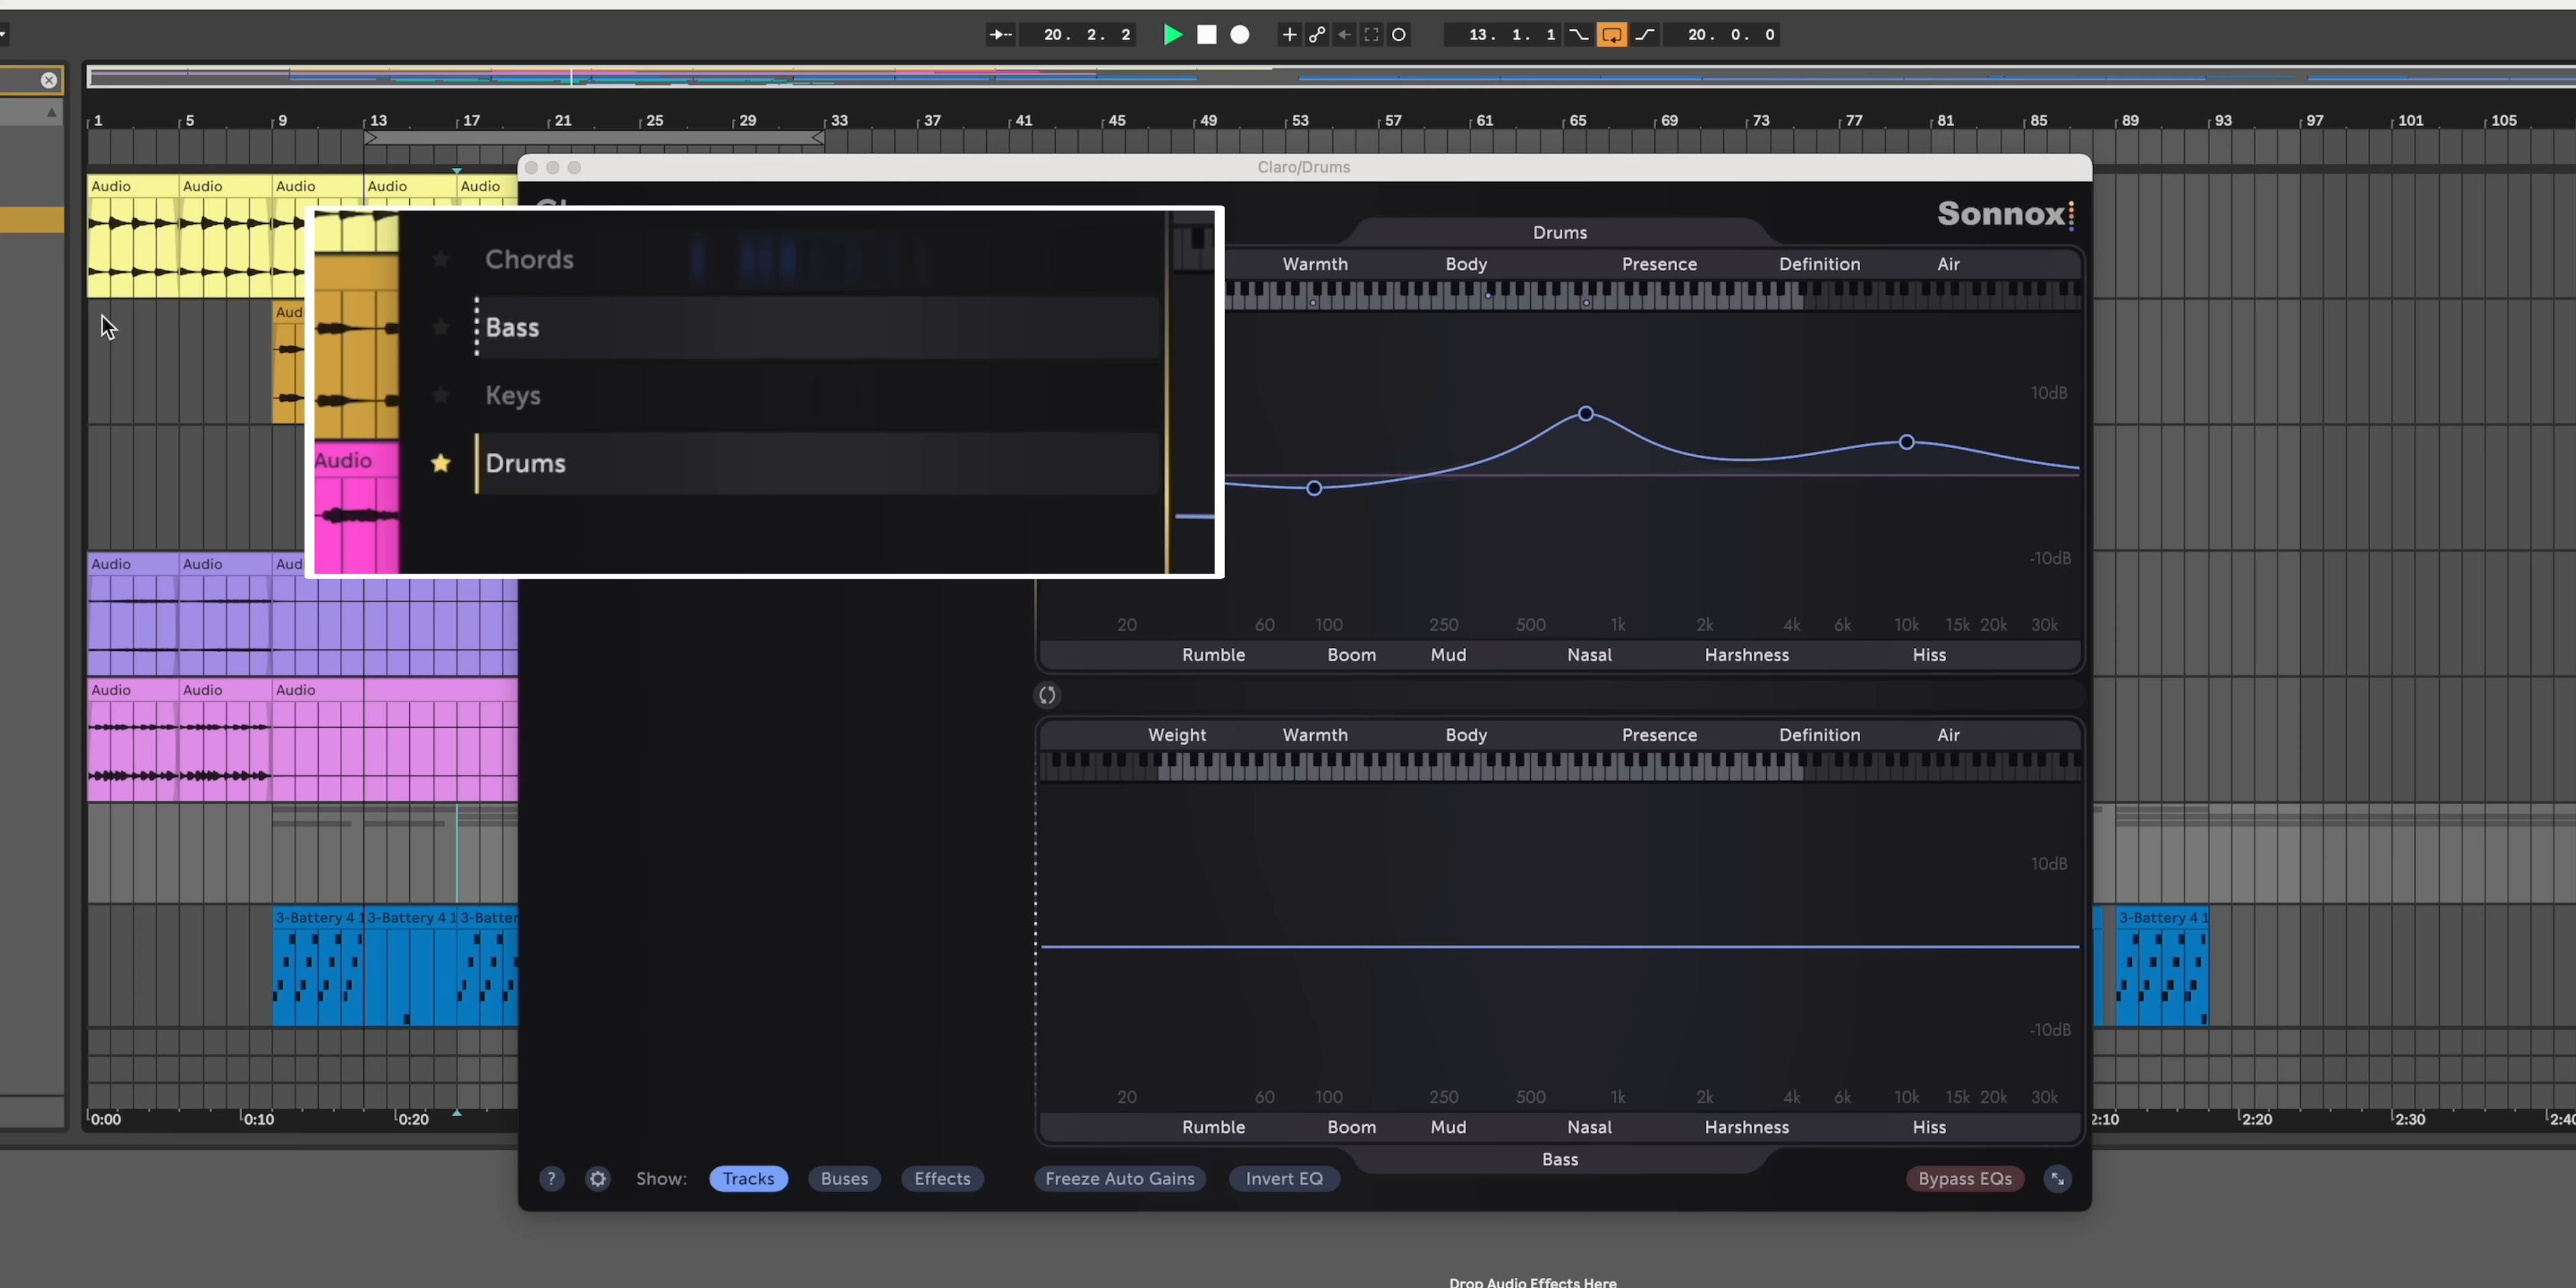 20. 2. 2
13. 1. 1
20. 0. 0
1 5 9 13 17 21 25 29 33 37 41 45 49 53 57 61 65 69 73 77 81 85 89 93 97 101 105
Claro/Drums
Audio Audio Audio Audio Audio
Sonnox
Drums
Warmth Body Presence Definition Air
Chords
Bass
Keys
Drums
Audio
10dB
-10dB
Audio Audio
20 60 100 250 500 1k 2k 4k 6k 10k 15k 20k 30k
Rumble Boom Mud Nasal Harshness Hiss
Audio Audio Audio
Weight Warmth Body Presence Definition Air
10dB
3-Battery 4 1 3-Battery 4 1 3-Batter
3-Battery 4 1
-10dB
20 60 100 250 500 1k 2k 4k 6k 10k 15k 20k 30k
Rumble Boom Mud Nasal Harshness Hiss
0:00 0:10 0:20 2:10 2:20 2:30 2:40
Bass
? Show: Tracks Buses Effects Freeze Auto Gains Invert EQ Bypass EQs
Drop Audio Effects Here